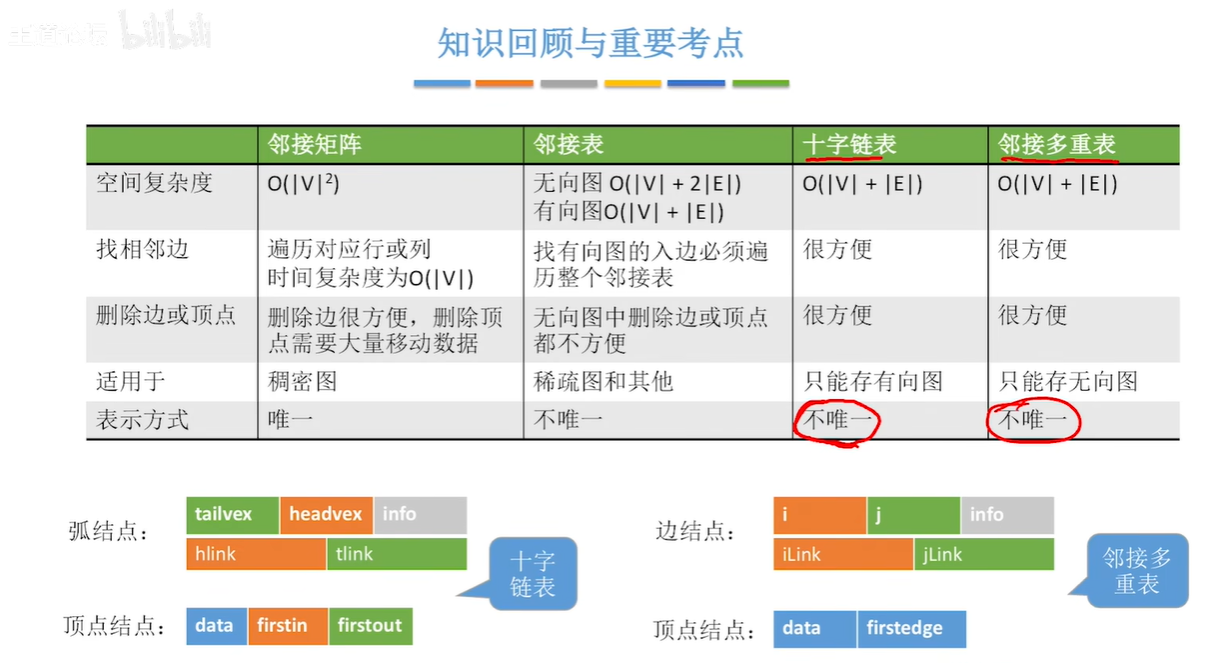 bilibili
知识回顾与重要考点
邻接矩阵 邻接表 十字链表 邻接多重表
空间复杂度 O(|V|²) 无向图 O(|V| + 2|E|) O(|V| + |E|) O(|V| + |E|)
有向图O(|V| + |E|)
找相邻边 遍历对应行或列 找有向图的入边必须遍 很方便 很方便
时间复杂度为O(|V|) 历整个邻接表
删除边或顶点 删除边很方便，删除顶 无向图中删除边或顶点 很方便 很方便
点需要大量移动数据 都不方便
适用于 稠密图 稀疏图和其他 只能存有向图 只能存无向图
表示方式 唯一 不唯一 不唯一 不唯一
弧结点： tailvex headvex info
hlink tlink
十字
链表
顶点结点： data firstin firstout
边结点： i j info
iLink jLink
邻接多
重表
顶点结点： data firstedge